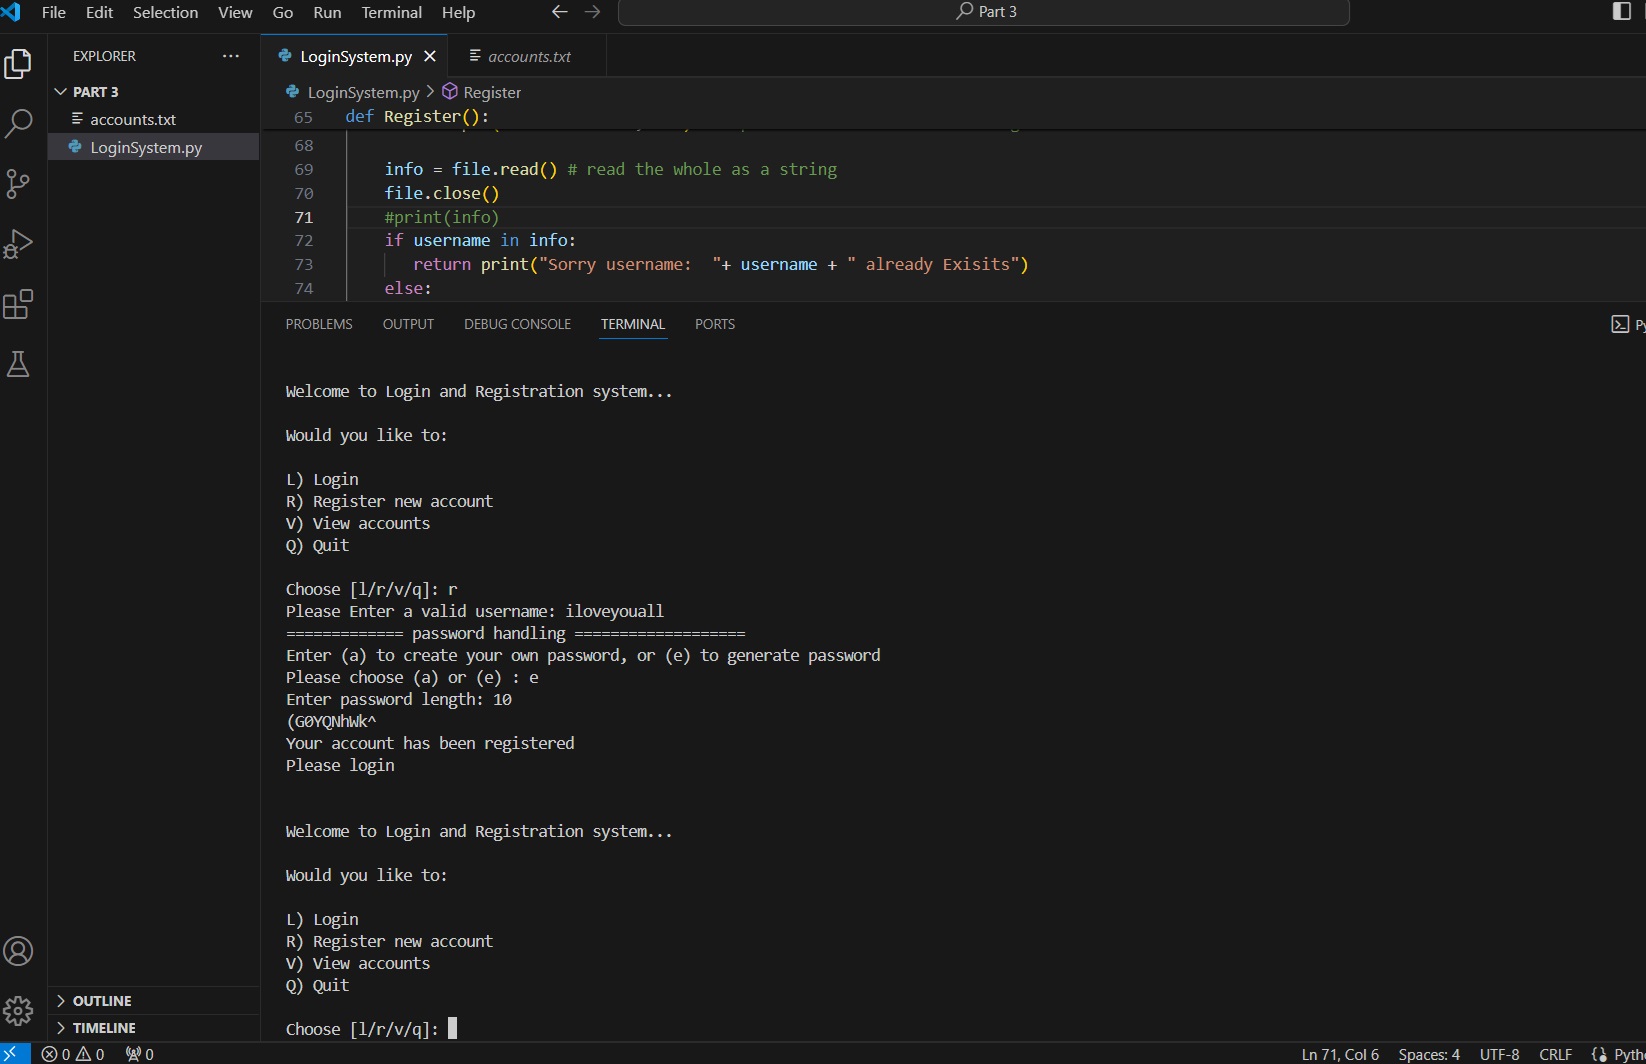 File Edit Selection View Go Run Terminal Help
Part 3
EXPLORER
LoginSystem.py
accounts.txt
PART 3
accounts.txt
LoginSystem.py
LoginSystem.py > Register
65 def Register():
68
69 info = file.read() # read the whole as a string
70 file.close()
71 #print(info)
72 if username in info:
73 return print("Sorry username:  "+ username + " already Exisits")
74 else:
PROBLEMS OUTPUT DEBUG CONSOLE TERMINAL PORTS
Welcome to Login and Registration system...
Would you like to:
L) Login
R) Register new account
V) View accounts
Q) Quit
Choose [l/r/v/q]: r
Please Enter a valid username: iloveyouall
============= password handling ===================
Enter (a) to create your own password, or (e) to generate password
Please choose (a) or (e) : e
Enter password length: 10
(G0YQNhWk^
Your account has been registered
Please login
Welcome to Login and Registration system...
Would you like to:
L) Login
R) Register new account
V) View accounts
Q) Quit
Choose [l/r/v/q]:
OUTLINE
TIMELINE
0 0 0
Ln 71, Col 6 Spaces: 4 UTF-8 CRLF